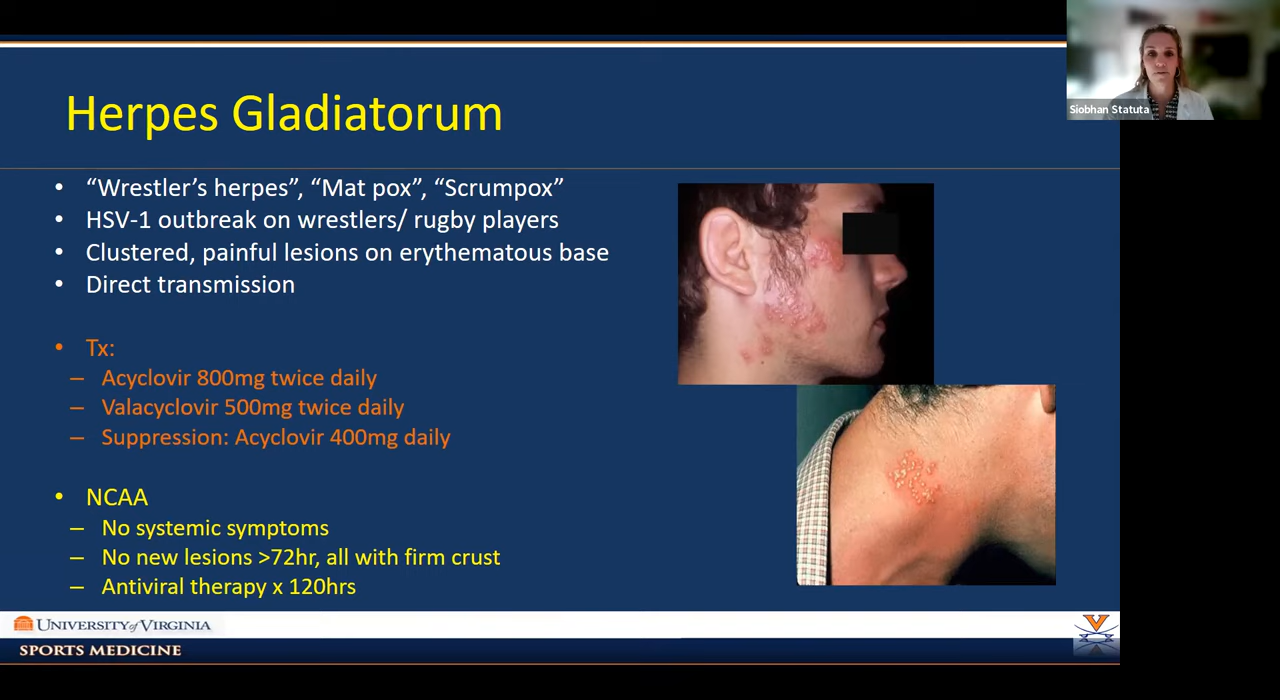 Siobhan Statuta
Herpes Gladiatorum
• “Wrestler’s herpes”, “Mat pox”, “Scrumpox”
• HSV-1 outbreak on wrestlers/ rugby players
• Clustered, painful lesions on erythematous base
• Direct transmission
• Tx:
– Acyclovir 800mg twice daily
– Valacyclovir 500mg twice daily
– Suppression: Acyclovir 400mg daily
• NCAA
– No systemic symptoms
– No new lesions >72hr, all with firm crust
– Antiviral therapy x 120hrs
UNIVERSITY of VIRGINIA
SPORTS MEDICINE